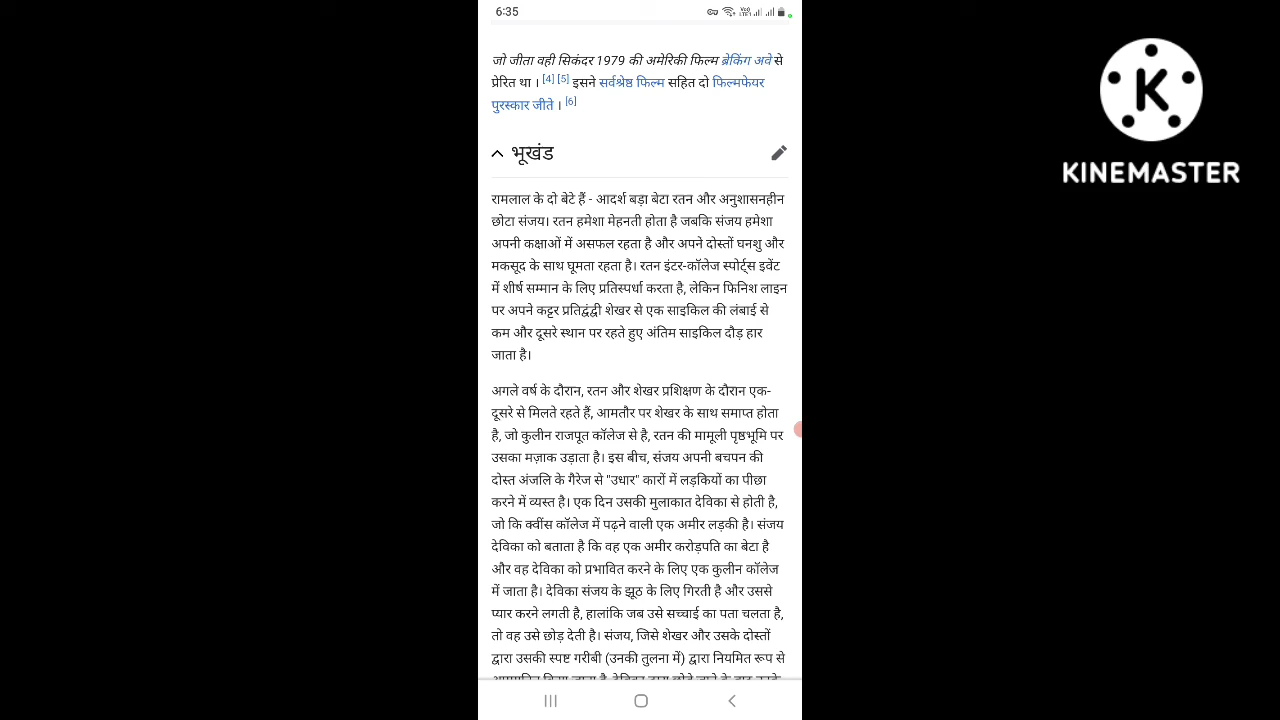 6:35
जो जीता वही सिकंदर 1979 की अमेरिकी फिल्म ब्रेकिंग अवे से
प्रेरित था । [4] [5] इसने सर्वश्रेष्ठ फिल्म सहित दो फिल्मफेयर
पुरस्कार जीते । [6]
K
KINEMASTER
भूखंड
रामलाल के दो बेटे हैं - आदर्श बड़ा बेटा रतन और अनुशासनहीन
छोटा संजय। रतन हमेशा मेहनती होता है जबकि संजय हमेशा
अपनी कक्षाओं में असफल रहता है और अपने दोस्तों घनशु और
मकसूद के साथ घूमता रहता है। रतन इंटर-कॉलेज स्पोर्ट्स इवेंट
में शीर्ष सम्मान के लिए प्रतिस्पर्धा करता है, लेकिन फिनिश लाइन
पर अपने कट्टर प्रतिद्वंद्वी शेखर से एक साइकिल की लंबाई से
कम और दूसरे स्थान पर रहते हुए अंतिम साइकिल दौड़ हार
जाता है।
अगले वर्ष के दौरान, रतन और शेखर प्रशिक्षण के दौरान एक-
दूसरे से मिलते रहते हैं, आमतौर पर शेखर के साथ समाप्त होता
है, जो कुलीन राजपूत कॉलेज से है, रतन की मामूली पृष्ठभूमि पर
उसका मज़ाक उड़ाता है। इस बीच, संजय अपनी बचपन की
दोस्त अंजलि के गैरेज से "उधार" कारों में लड़कियों का पीछा
करने में व्यस्त है। एक दिन उसकी मुलाकात देविका से होती है,
जो कि क्वींस कॉलेज में पढ़ने वाली एक अमीर लड़की है। संजय
देविका को बताता है कि वह एक अमीर करोड़पति का बेटा है
और वह देविका को प्रभावित करने के लिए एक कुलीन कॉलेज
में जाता है। देविका संजय के झूठ के लिए गिरती है और उससे
प्यार करने लगती है, हालांकि जब उसे सच्चाई का पता चलता है,
तो वह उसे छोड़ देती है। संजय, जिसे शेखर और उसके दोस्तों
द्वारा उसकी स्पष्ट गरीबी (उनकी तुलना में) द्वारा नियमित रूप से